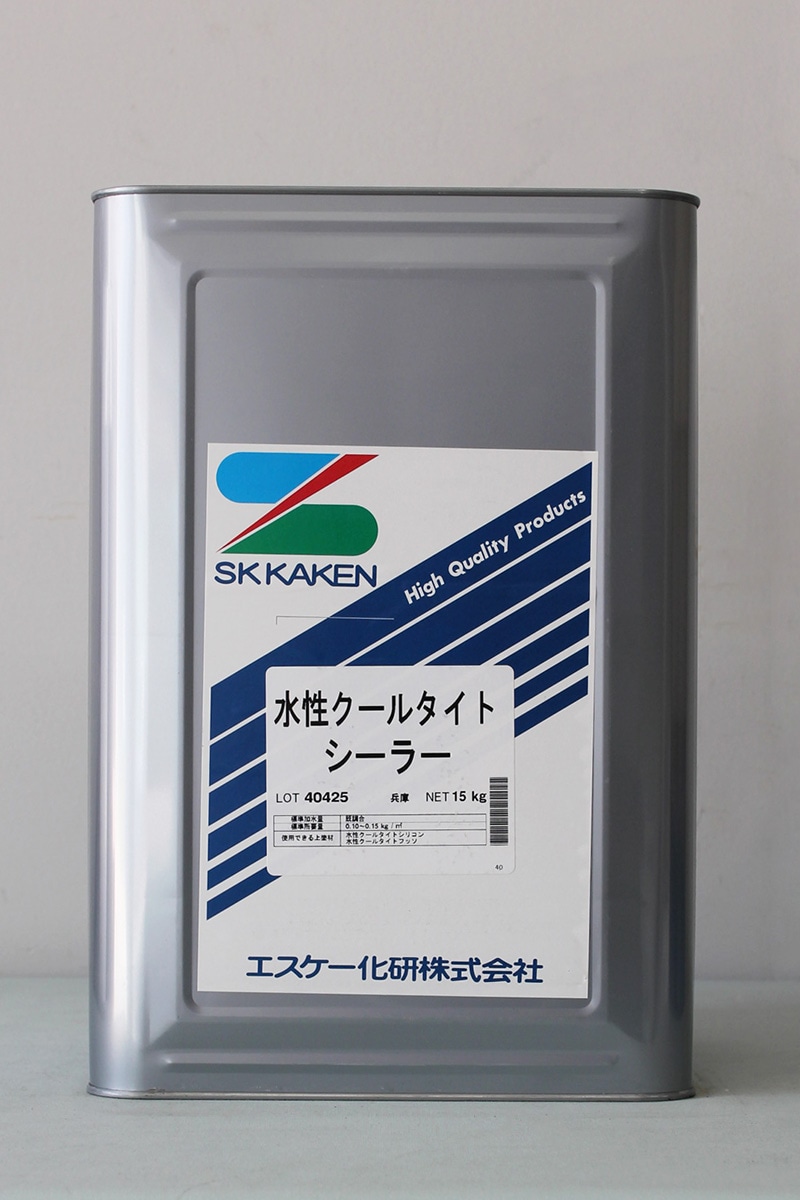 SK KAKEN
High Quality Products
水性クールタイト
シーラー
LOT 40425 兵庫 NET 15 kg
標準加水量 既調合
標準所要量 0.10～0.15 kg / ㎡
使用できる上塗材 水性クールタイトシリコン
水性クールタイトフッソ
40
エスケー化研株式会社